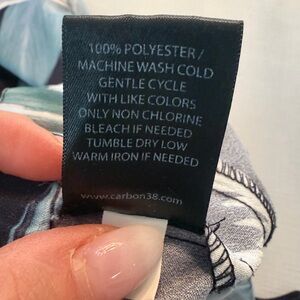 100% POLYESTER/
MACHINE WASH COLD
GENTLE CYCLE
WITH LIKE COLORS
ONLY NON CHLORINE
BLEACH IF NEEDED
TUMBLE DRY LOW
WARM IRON IF NEEDED
www.carbon38.com